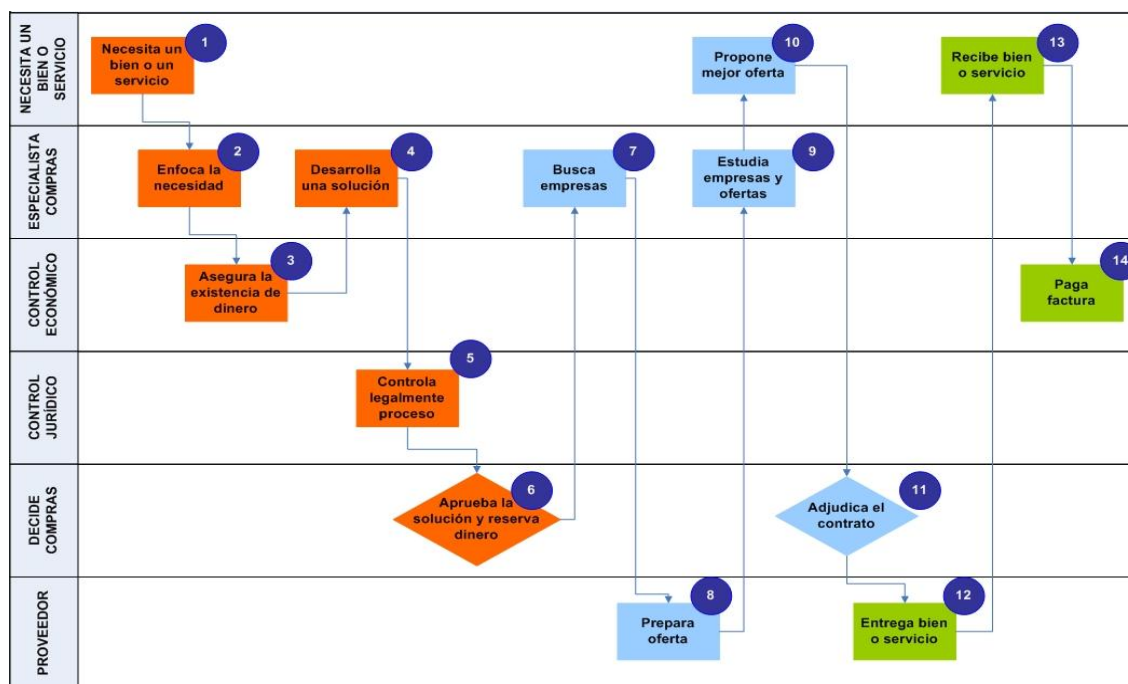 NECESITA UN
BIEN O
SERVICIO
Necesita un
bien o un
servicio
1
Propone
mejor oferta
10
Recibe bien
o servicio
13
ESPECIALISTA
COMPRAS
Enfoca la
necesidad
2
Desarrolla
una solución
4
Busca
empresas
7
Estudia
empresas y
ofertas
9
CONTROL
ECONÓMICO
Asegura la
existencia de
dinero
3
Paga
factura
14
CONTROL
JURÍDICO
Controla
legalmente
proceso
5
DECIDE
COMPRAS
Aprueba la
solución y reserva
dinero
6
Adjudica el
contrato
11
PROVEEDOR
Prepara
oferta
8
Entrega bien
o servicio
12